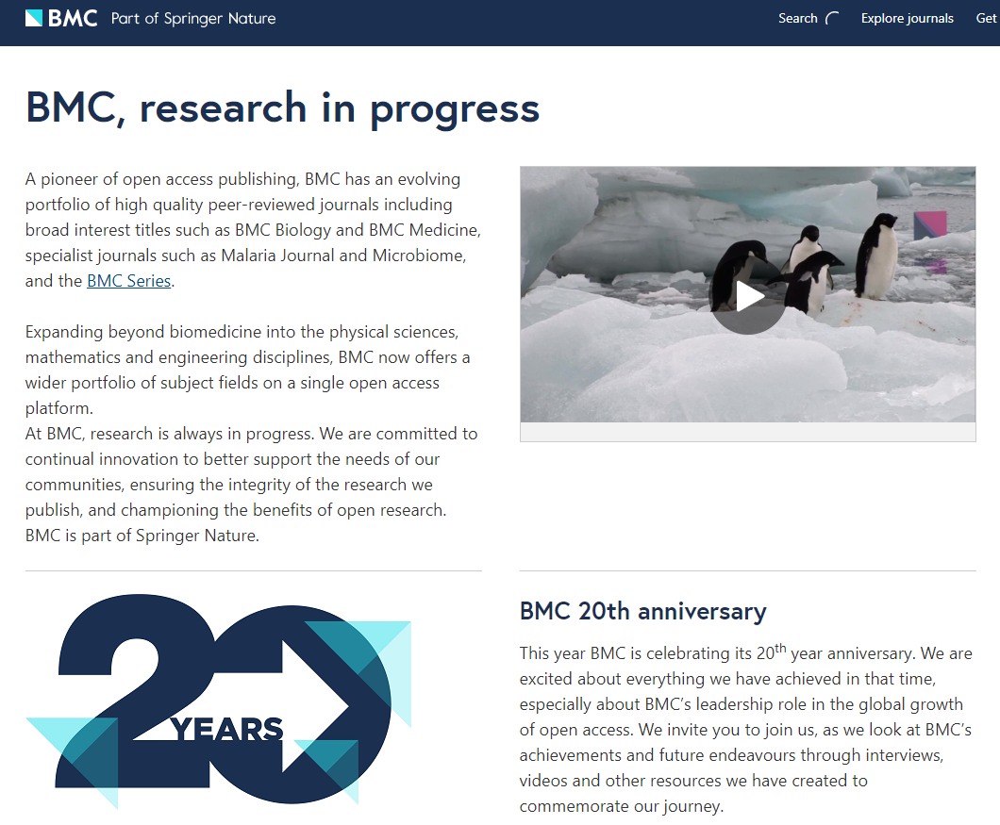 BMC Part of Springer Nature
Search
Explore journals
Get
BMC, research in progress
A pioneer of open access publishing, BMC has an evolving
portfolio of high quality peer-reviewed journals including
broad interest titles such as BMC Biology and BMC Medicine,
specialist journals such as Malaria Journal and Microbiome,
and the BMC Series.
Expanding beyond biomedicine into the physical sciences,
mathematics and engineering disciplines, BMC now offers a
wider portfolio of subject fields on a single open access
platform.
At BMC, research is always in progress. We are committed to
continual innovation to better support the needs of our
communities, ensuring the integrity of the research we
publish, and championing the benefits of open research.
BMC is part of Springer Nature.
20
YEARS
BMC 20th anniversary
This year BMC is celebrating its 20th year anniversary. We are
excited about everything we have achieved in that time,
especially about BMC’s leadership role in the global growth
of open access. We invite you to join us, as we look at BMC’s
achievements and future endeavours through interviews,
videos and other resources we have created to
commemorate our journey.